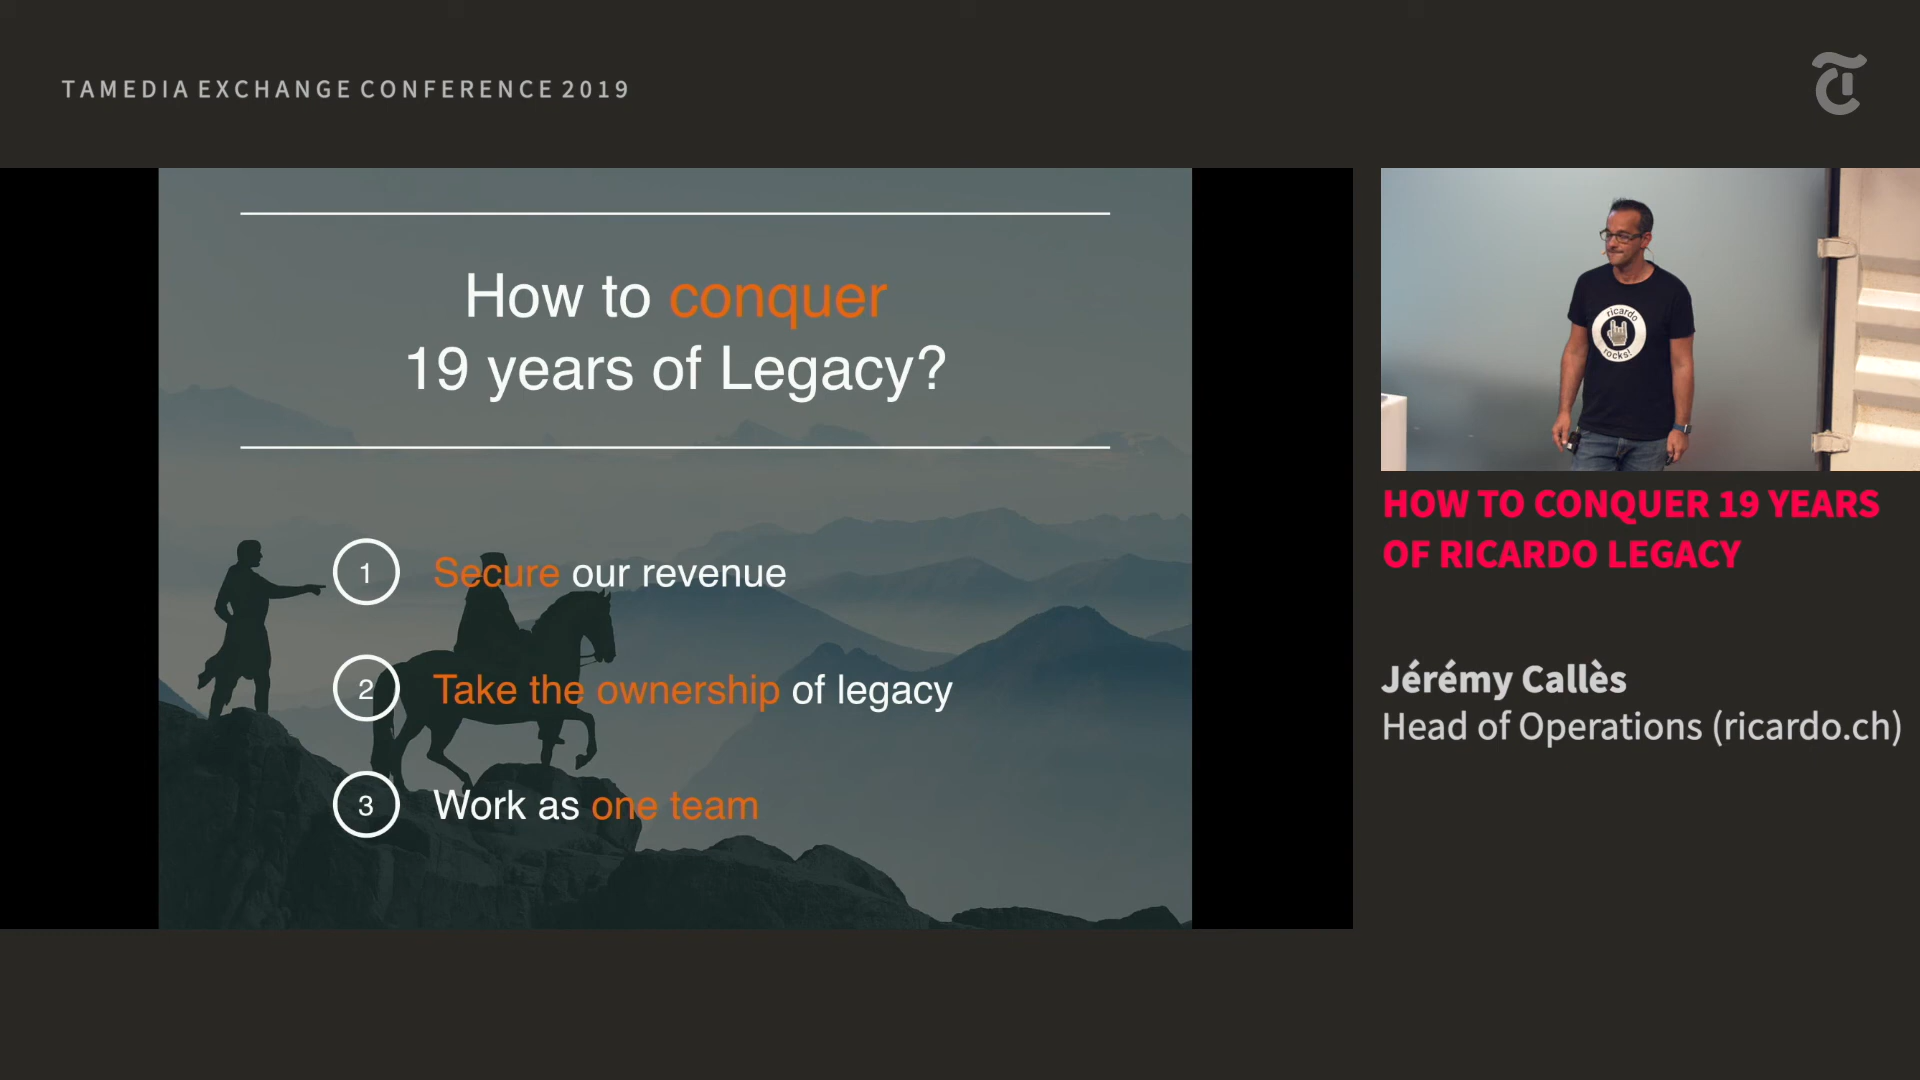 TAMEDIA EXCHANGE CONFERENCE 2019
How to conquer
19 years of Legacy?
1 Secure our revenue
2 Take the ownership of legacy
3 Work as one team
ricardo
rocks!
HOW TO CONQUER 19 YEARS
OF RICARDO LEGACY
Jérémy Callès
Head of Operations (ricardo.ch)